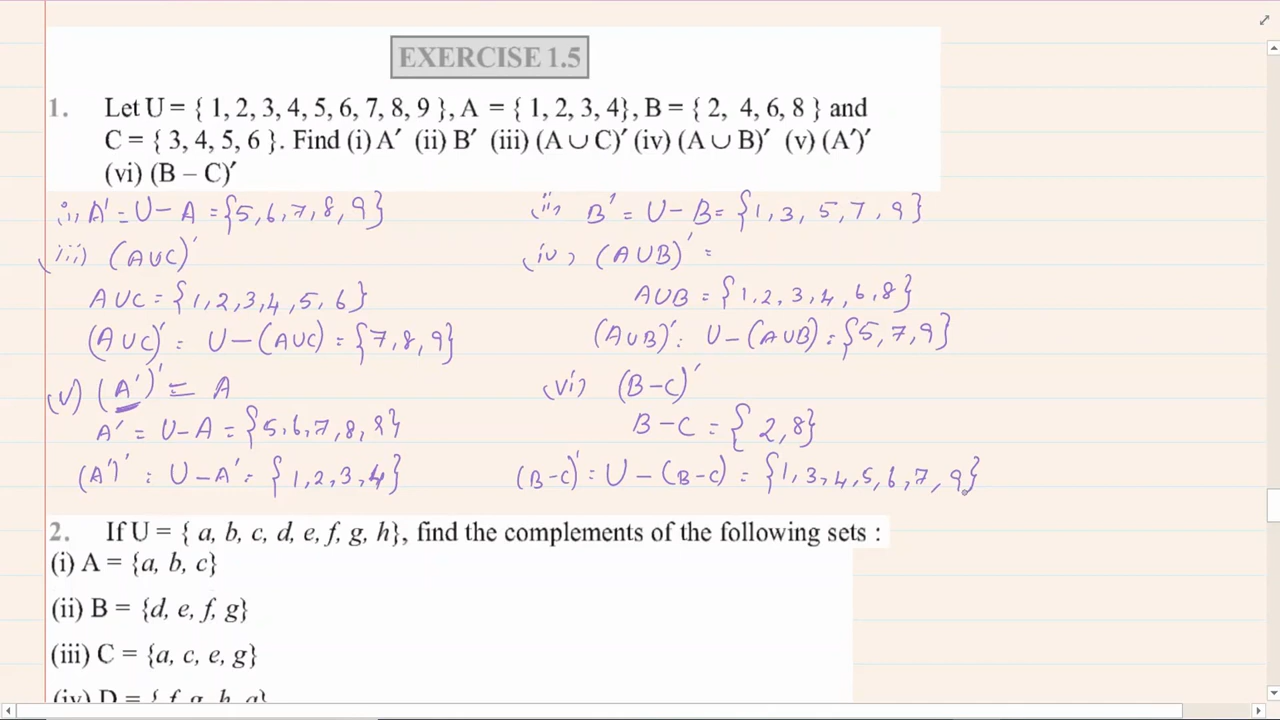 EXERCISE 1.5
1. Let U = { 1, 2, 3, 4, 5, 6, 7, 8, 9 }, A = { 1, 2, 3, 4}, B = { 2, 4, 6, 8 } and
C = { 3, 4, 5, 6 }. Find (i) A′ (ii) B′ (iii) (A ∪ C)′ (iv) (A ∪ B)′ (v) (A′)′
(vi) (B – C)′
(i) A' = U - A = {5, 6, 7, 8, 9}
(ii) B' = U - B = {1, 3, 5, 7, 9}
(iii) (A∪C)'
(iv) (A∪B)' =
A∪C = {1, 2, 3, 4, 5, 6}
A∪B = {1, 2, 3, 4, 6, 8}
(A∪C)' = U - (A∪C) = {7, 8, 9}
(A∪B)' = U - (A∪B) = {5, 7, 9}
(v) (A')' = A
(vi) (B-C)'
A' = U - A = {5, 6, 7, 8, 9}
B - C = {2, 8}
(A')' = U - A' = {1, 2, 3, 4}
(B-C)' = U - (B-C) = {1, 3, 4, 5, 6, 7, 9}
2. If U = { a, b, c, d, e, f, g, h}, find the complements of the following sets :
(i) A = {a, b, c}
(ii) B = {d, e, f, g}
(iii) C = {a, c, e, g}
(iv) D = { f, g, h, a}